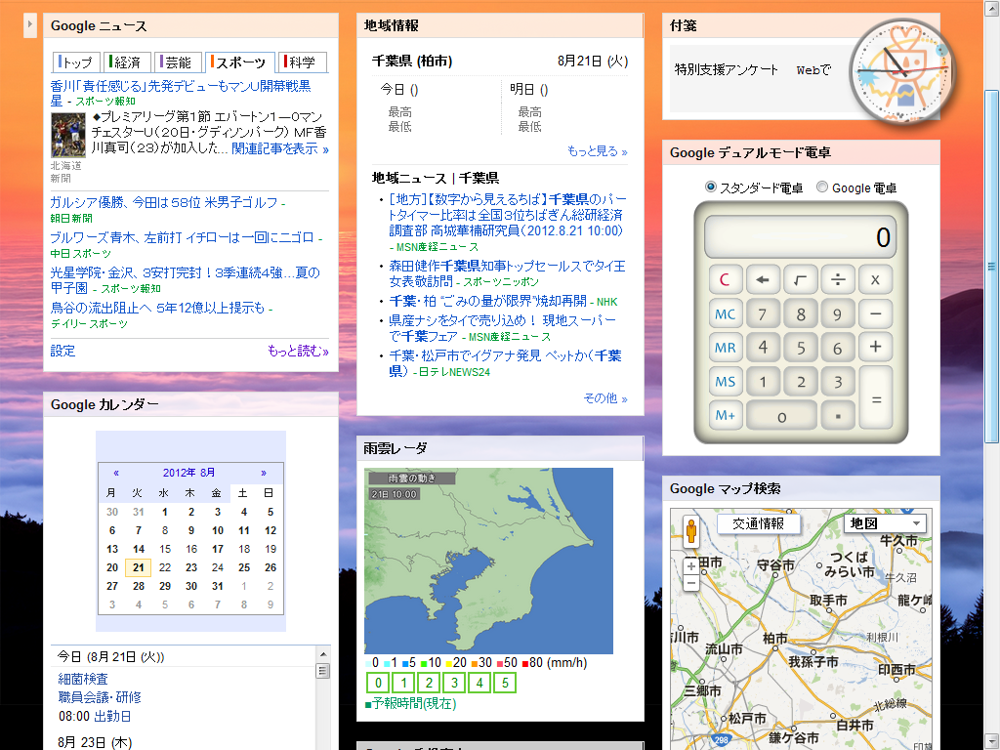 Google ニュース
トップ
経済
芸能
スポーツ
科学
香川「責任感じる」先発デビューもマンU開幕戦黒
星 - スポーツ報知
◆プレミアリーグ第1節 エバートン1―0マン
チェスターU(20日・グディソンパーク) MF香
川真司(23)が加入した... 関連記事を表示 »
北海道
新聞
ガルシア優勝、今田は58位 米男子ゴルフ -
朝日新聞
ブルワーズ青木、左前打 イチローは一回に二ゴロ -
中日スポーツ
光星学院・金沢、3安打完封!3季連続4強…夏の
甲子園 - スポーツ報知
鳥谷の流出阻止へ 5年12億以上提示も -
デイリースポーツ
設定
もっと読む»
Google カレンダー
«
2012年 8月
»
月 火 水 木 金 土 日
30 31 1 2 3 4 5
6 7 8 9 10 11 12
13 14 15 16 17 18 19
20 21 22 23 24 25 26
27 28 29 30 31 1 2
3 4 5 6 7 8 9
今日 (8月 21日 (火))
細菌検査
職員会議・研修
08:00 出勤日
8月 23日 (木)
地域情報
千葉県 (柏市)
8月21日 (火)
今日 ()
明日 ()
最高
最低
最高
最低
もっと見る »
地域ニュース | 千葉県
• [地方]【数字から見えるちば】千葉県のパー
トタイマー比率は全国3位ちばぎん総研経済
調査部 高城華楠研究員(2012.8.21 10:00)
- MSN産経ニュース
• 森田健作千葉県知事トップセールスでタイ王
女表敬訪問 - スポーツニッポン
• 千葉・柏 “ごみの量が限界”焼却再開 - NHK
• 県産ナシをタイで売り込め! 現地スーパー
で千葉フェア - MSN産経ニュース
• 千葉・松戸市でイグアナ発見 ペットか(千葉
県) - 日テレNEWS24
その他 »
雨雲レーダ
雨雲の動き
21日 10:00
0 1 5 10 20 30 50 80 (mm/h)
0 1 2 3 4 5
■予報時間(現在)
付箋
特別支援アンケート Webで
Google デュアルモード電卓
スタンダード電卓
Google 電卓
0
C ← √ ÷ x
MC 7 8 9 −
MR 4 5 6 +
MS 1 2 3 =
M+ 0 .
Google マップ検索
交通情報
地図
+
−
田市
守谷市
つくば
みらい市
牛久市
牛久沼
取手市
龍ケ崎
川市
流山市
柏市
利根川
我孫子市
印西市
三郷市
北総線
松戸市
白井市
298
鎌ケ谷市